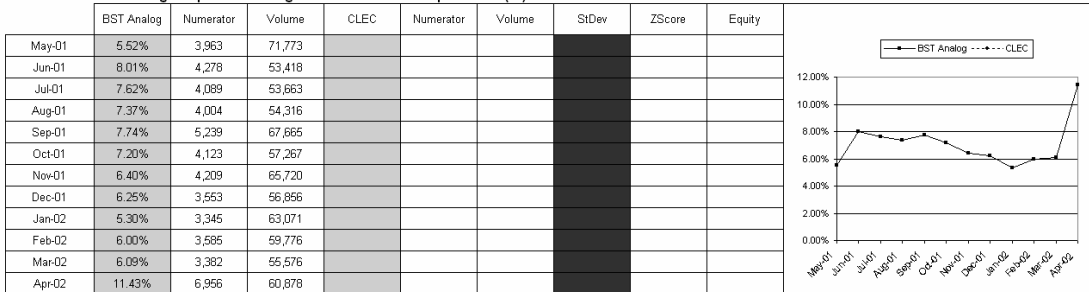 BST Analog Numerator Volume CLEC Numerator Volume StDev ZScore Equity
May-01 5.52% 3,963 71,773
Jun-01 8.01% 4,278 53,418
Jul-01 7.62% 4,089 53,663
Aug-01 7.37% 4,004 54,316
Sep-01 7.74% 5,239 67,665
Oct-01 7.20% 4,123 57,267
Nov-01 6.40% 4,209 65,720
Dec-01 6.25% 3,553 56,856
Jan-02 5.30% 3,345 63,071
Feb-02 6.00% 3,585 59,776
Mar-02 6.09% 3,382 55,576
Apr-02 11.43% 6,956 60,878
BST Analog CLEC
12.00%
10.00%
8.00%
6.00%
4.00%
2.00%
0.00%
May-01 Jun-01 Jul-01 Aug-01 Sep-01 Oct-01 Nov-01 Dec-01 Jan-02 Feb-02 Mar-02 Apr-02